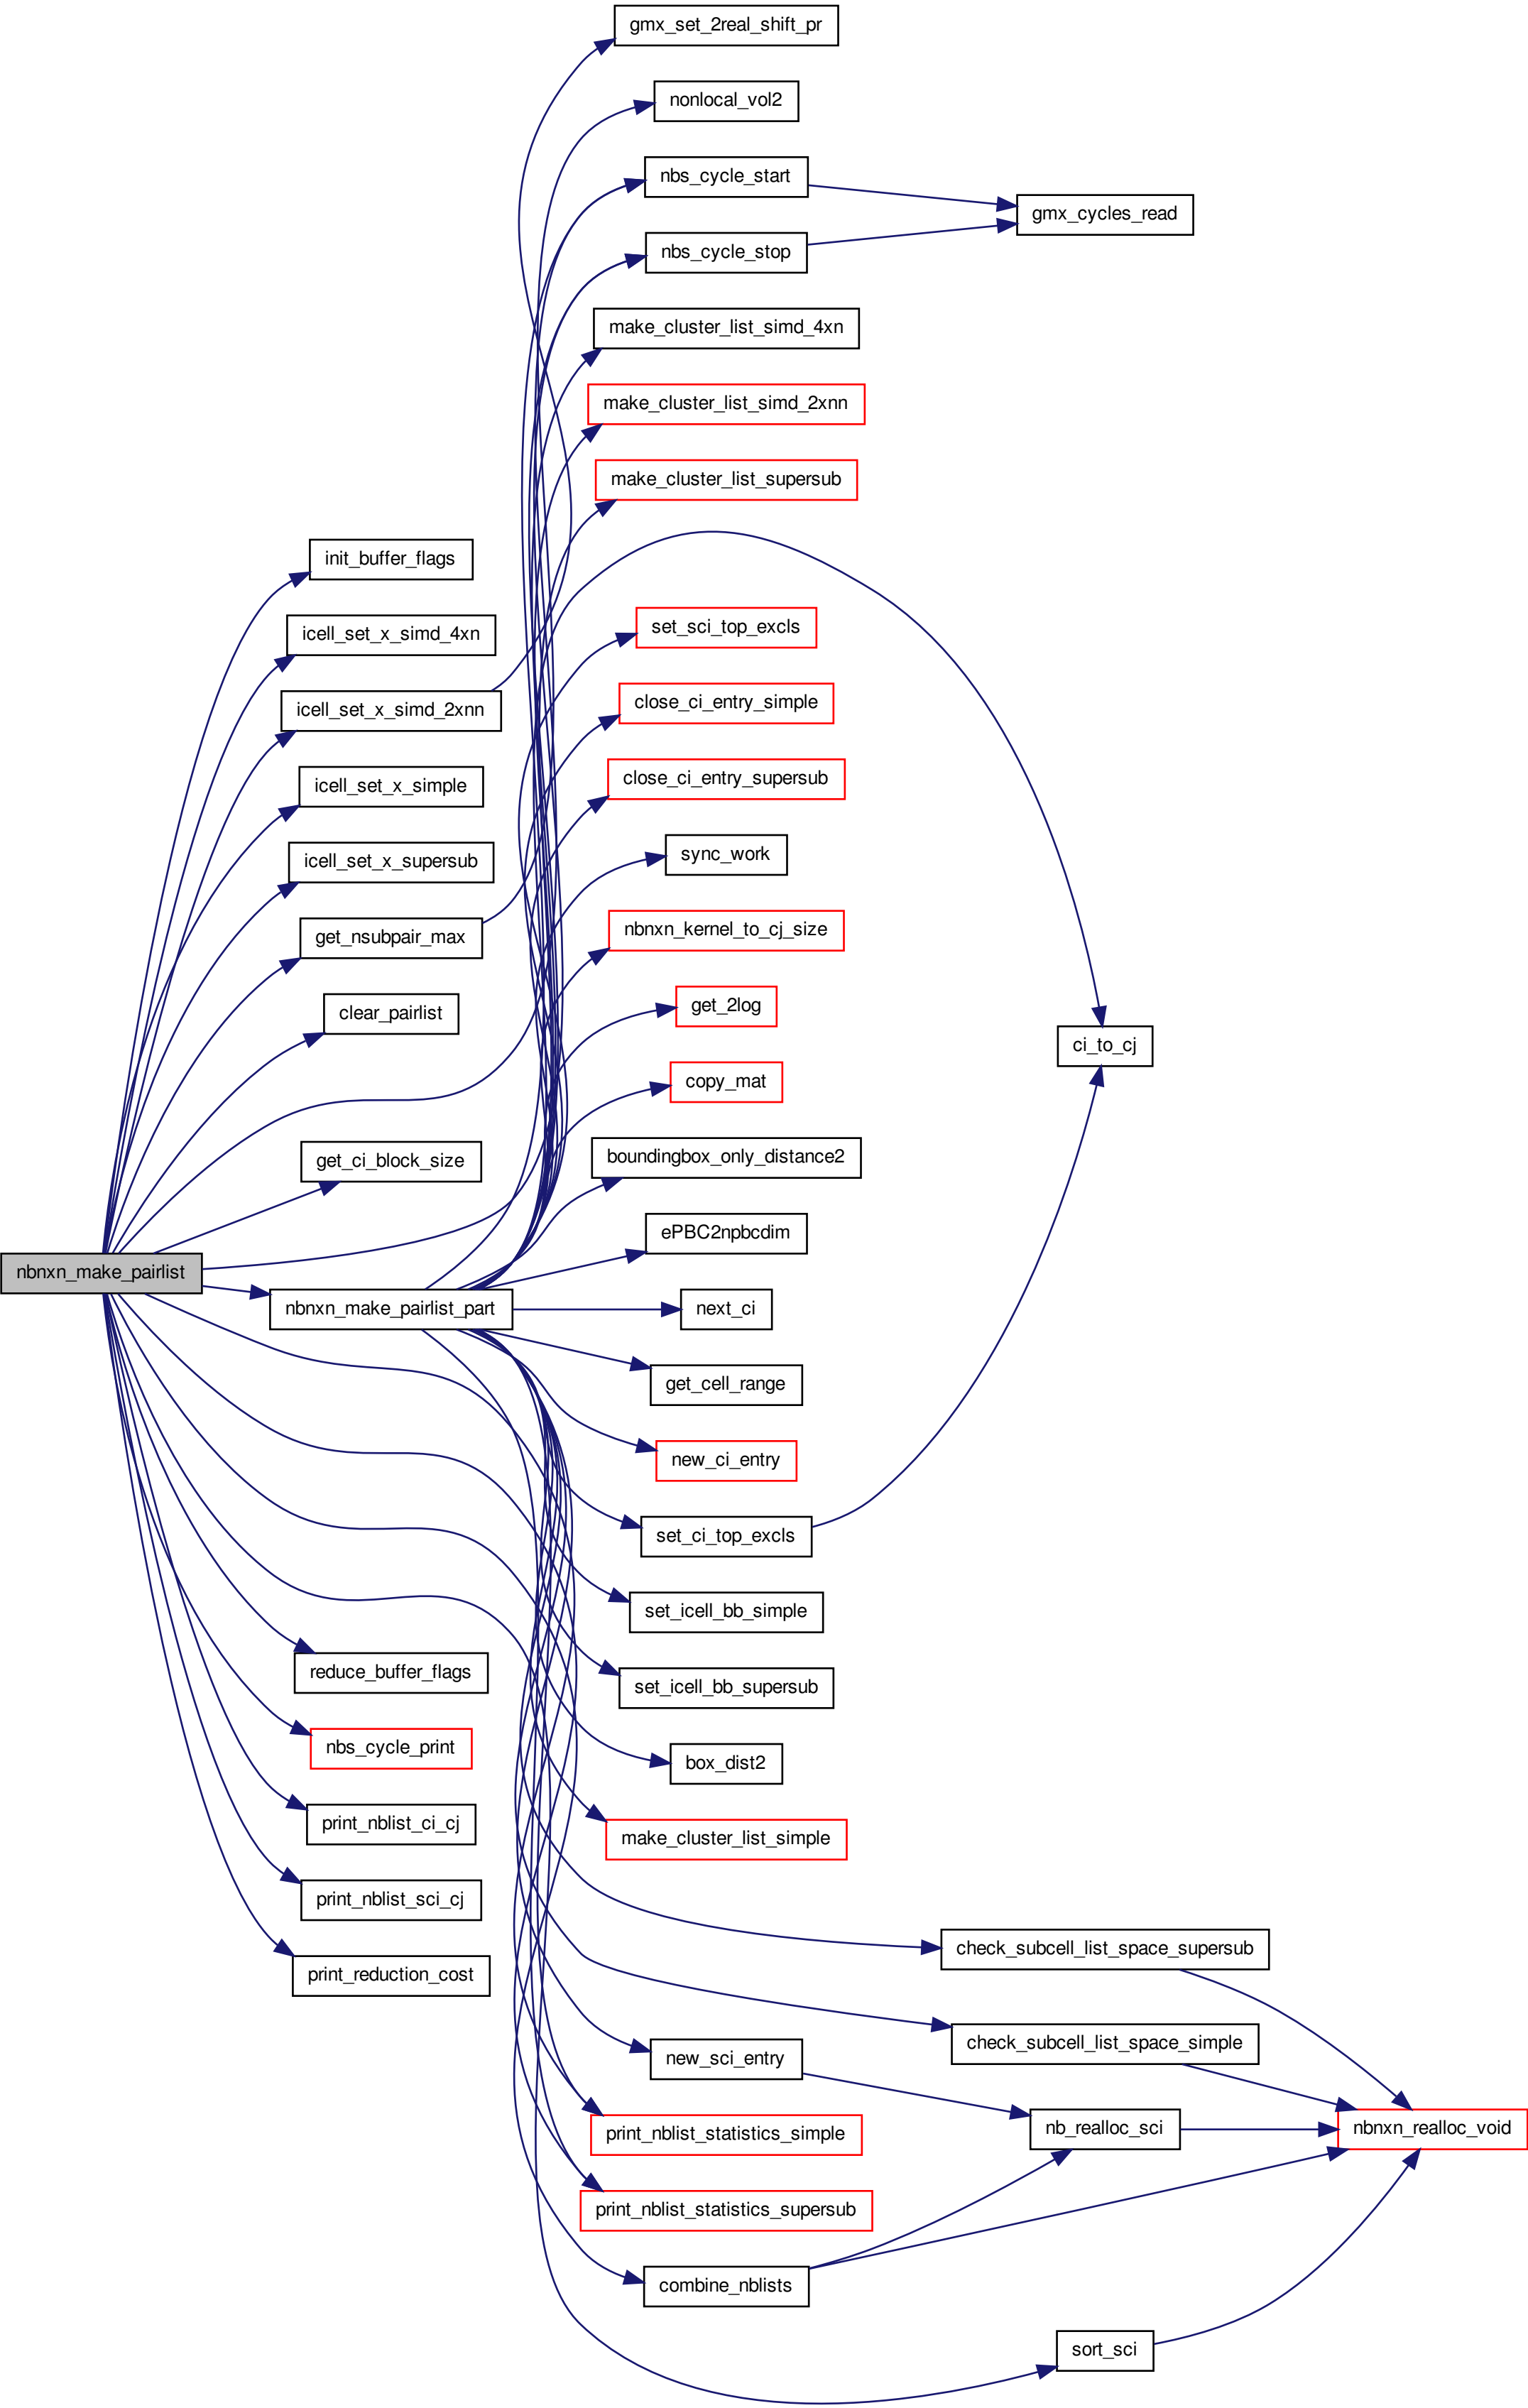 gmx_set_2real_shift_pr
nonlocal_vol2
nbs_cycle_start
gmx_cycles_read
nbs_cycle_stop
make_cluster_list_simd_4xn
make_cluster_list_simd_2xnn
make_cluster_list_supersub
init_buffer_flags
icell_set_x_simd_4xn
set_sci_top_excls
icell_set_x_simd_2xnn
close_ci_entry_simple
icell_set_x_simple
close_ci_entry_supersub
icell_set_x_supersub
sync_work
get_nsubpair_max
nbnxn_kernel_to_cj_size
clear_pairlist
get_2log
ci_to_cj
copy_mat
get_ci_block_size
boundingbox_only_distance2
ePBC2npbcdim
nbnxn_make_pairlist
nbnxn_make_pairlist_part
next_ci
get_cell_range
new_ci_entry
set_ci_top_excls
set_icell_bb_simple
reduce_buffer_flags
set_icell_bb_supersub
nbs_cycle_print
box_dist2
print_nblist_ci_cj
make_cluster_list_simple
print_nblist_sci_cj
check_subcell_list_space_supersub
print_reduction_cost
check_subcell_list_space_simple
new_sci_entry
nb_realloc_sci
nbnxn_realloc_void
print_nblist_statistics_simple
print_nblist_statistics_supersub
combine_nblists
sort_sci